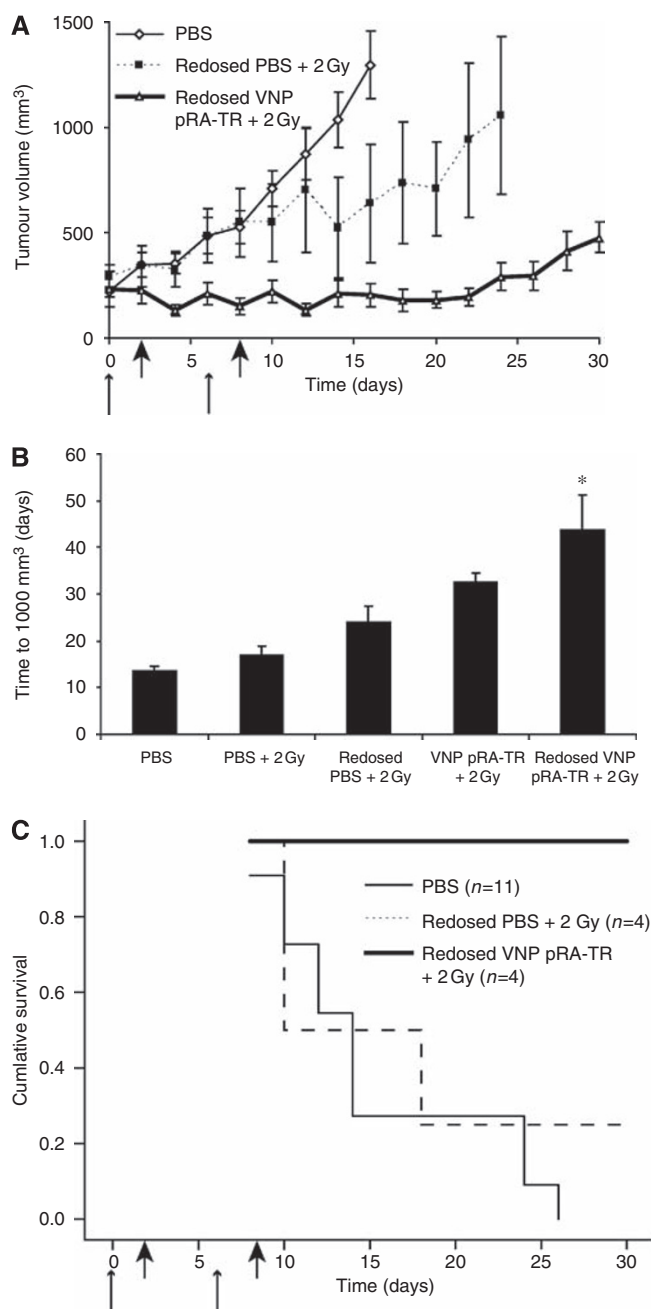 A
1500
1000
500
0
Tumour volume (mm³)
PBS
Redosed PBS + 2 Gy
Redosed VNP
pRA-TR + 2 Gy
0 5 10 15 20 25 30
Time (days)
B
60
50
40
30
20
10
0
Time to 1000 mm³ (days)
*
PBS
PBS + 2 Gy
Redosed
PBS + 2 Gy
VNP pRA-TR
+ 2 Gy
Redosed VNP
pRA-TR + 2 Gy
C
1.0
0.8
0.6
0.4
0.2
0.0
Cumlative survival
PBS (n=11)
Redosed PBS + 2 Gy (n=4)
Redosed VNP pRA-TR
+ 2 Gy (n=4)
0 5 10 15 20 25 30
Time (days)